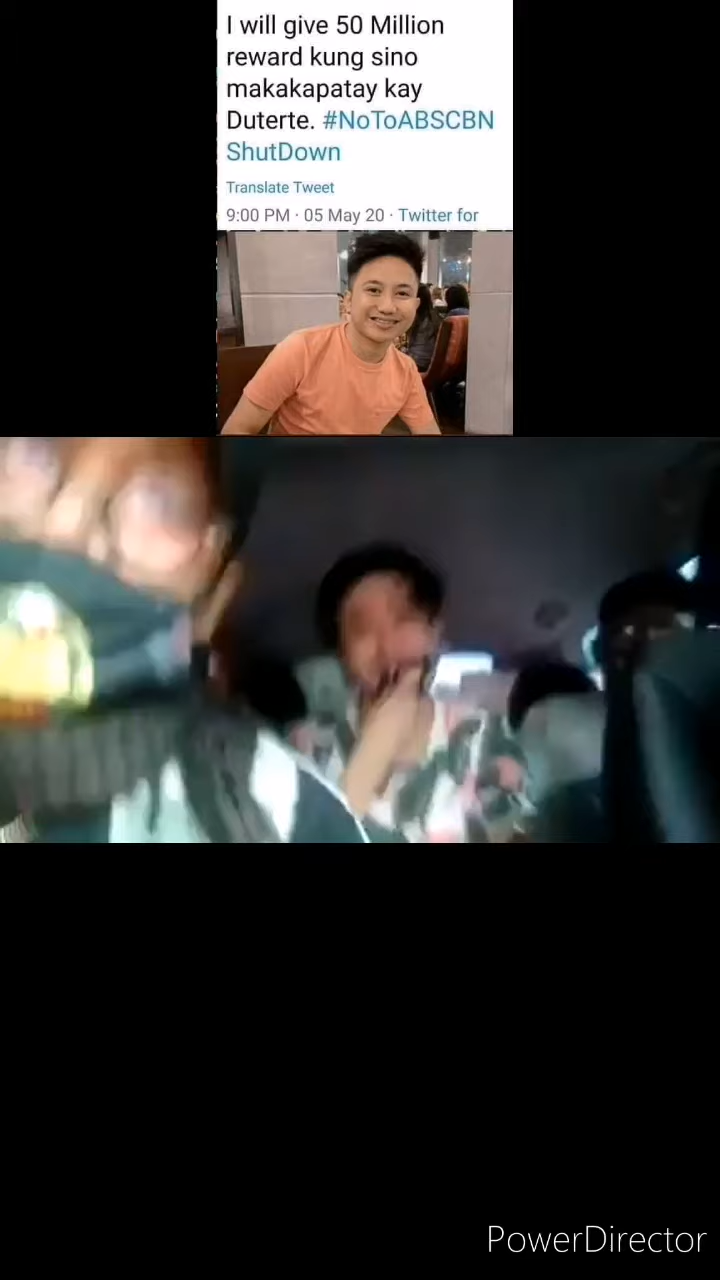 I will give 50 Million
reward kung sino
makakapatay kay
Duterte. #NoToABSCBN
ShutDown
Translate Tweet
9:00 PM · 05 May 20 · Twitter for
PowerDirector